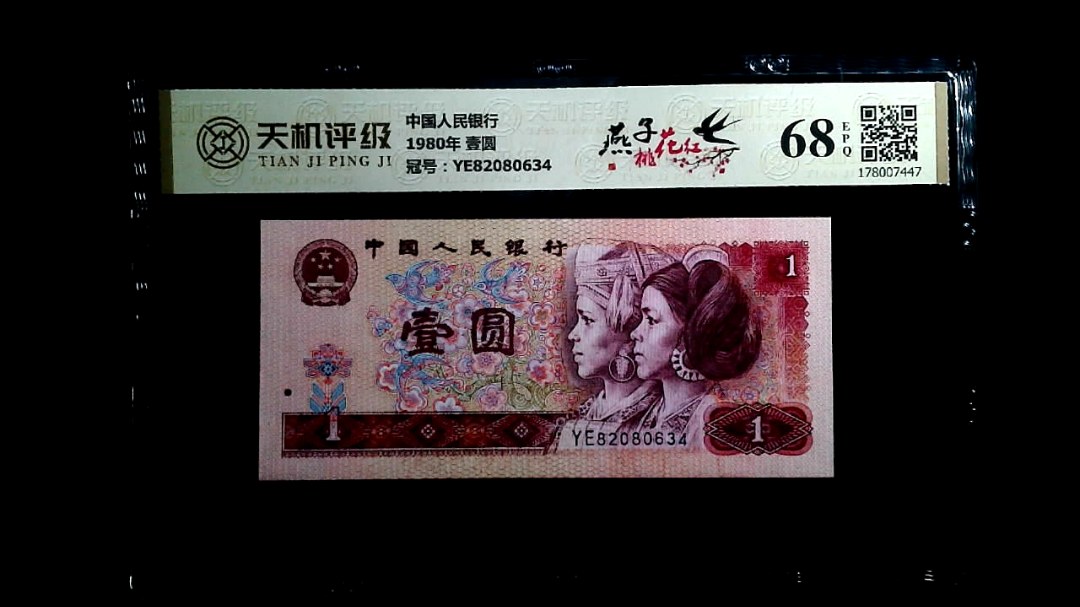 天机评级
TIAN JI PING JI
中国人民银行
1980年 壹圆
冠号：YE82080634
燕子
桃花红
68
EPQ
178007447
中國人民银行
壹圆
1
1
YE82080634
1